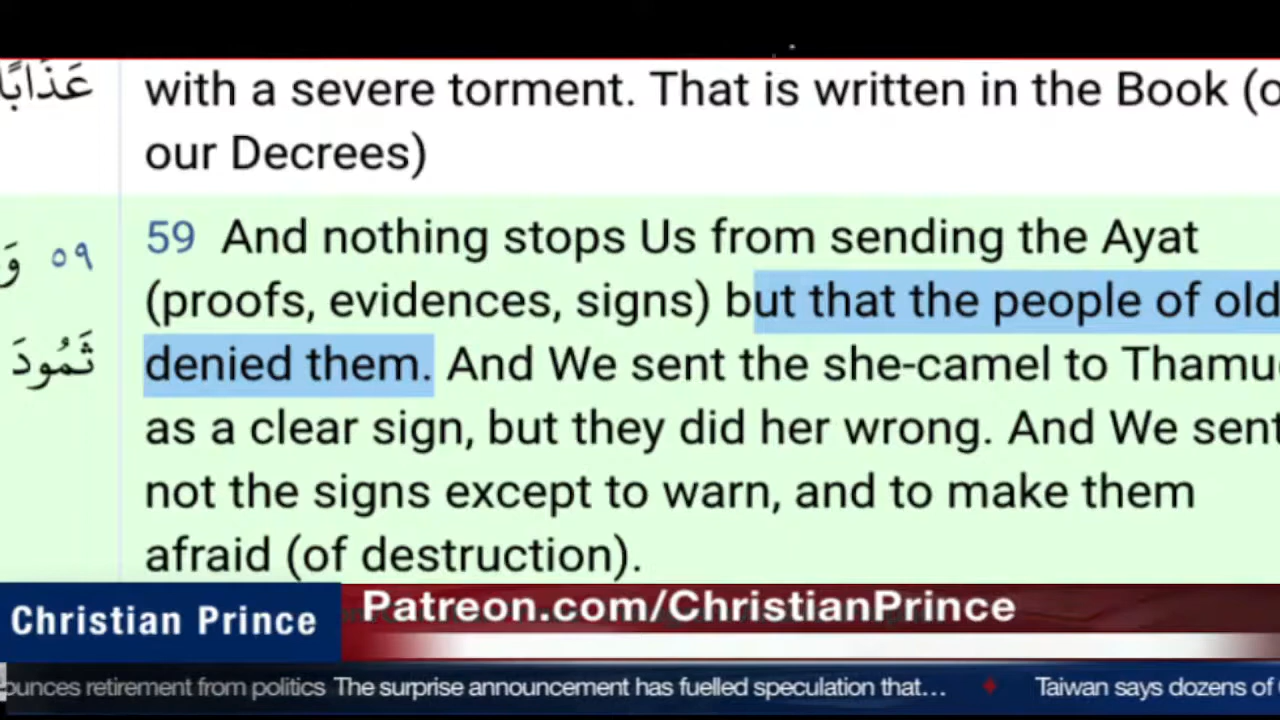 عَذَابًا
with a severe torment. That is written in the Book
our Decrees)
59 And nothing stops Us from sending the Ayat
٥٩ وَ
(proofs, evidences, signs) but that the people of old
ثَمُودَ
denied them. And We sent the she-camel to Thamu
as a clear sign, but they did her wrong. And We sent
not the signs except to warn, and to make them
afraid (of destruction).
Christian Prince
Patreon.com/ChristianPrince
ounces retirement from politics The surprise announcement has fuelled speculation that... Taiwan says dozens of